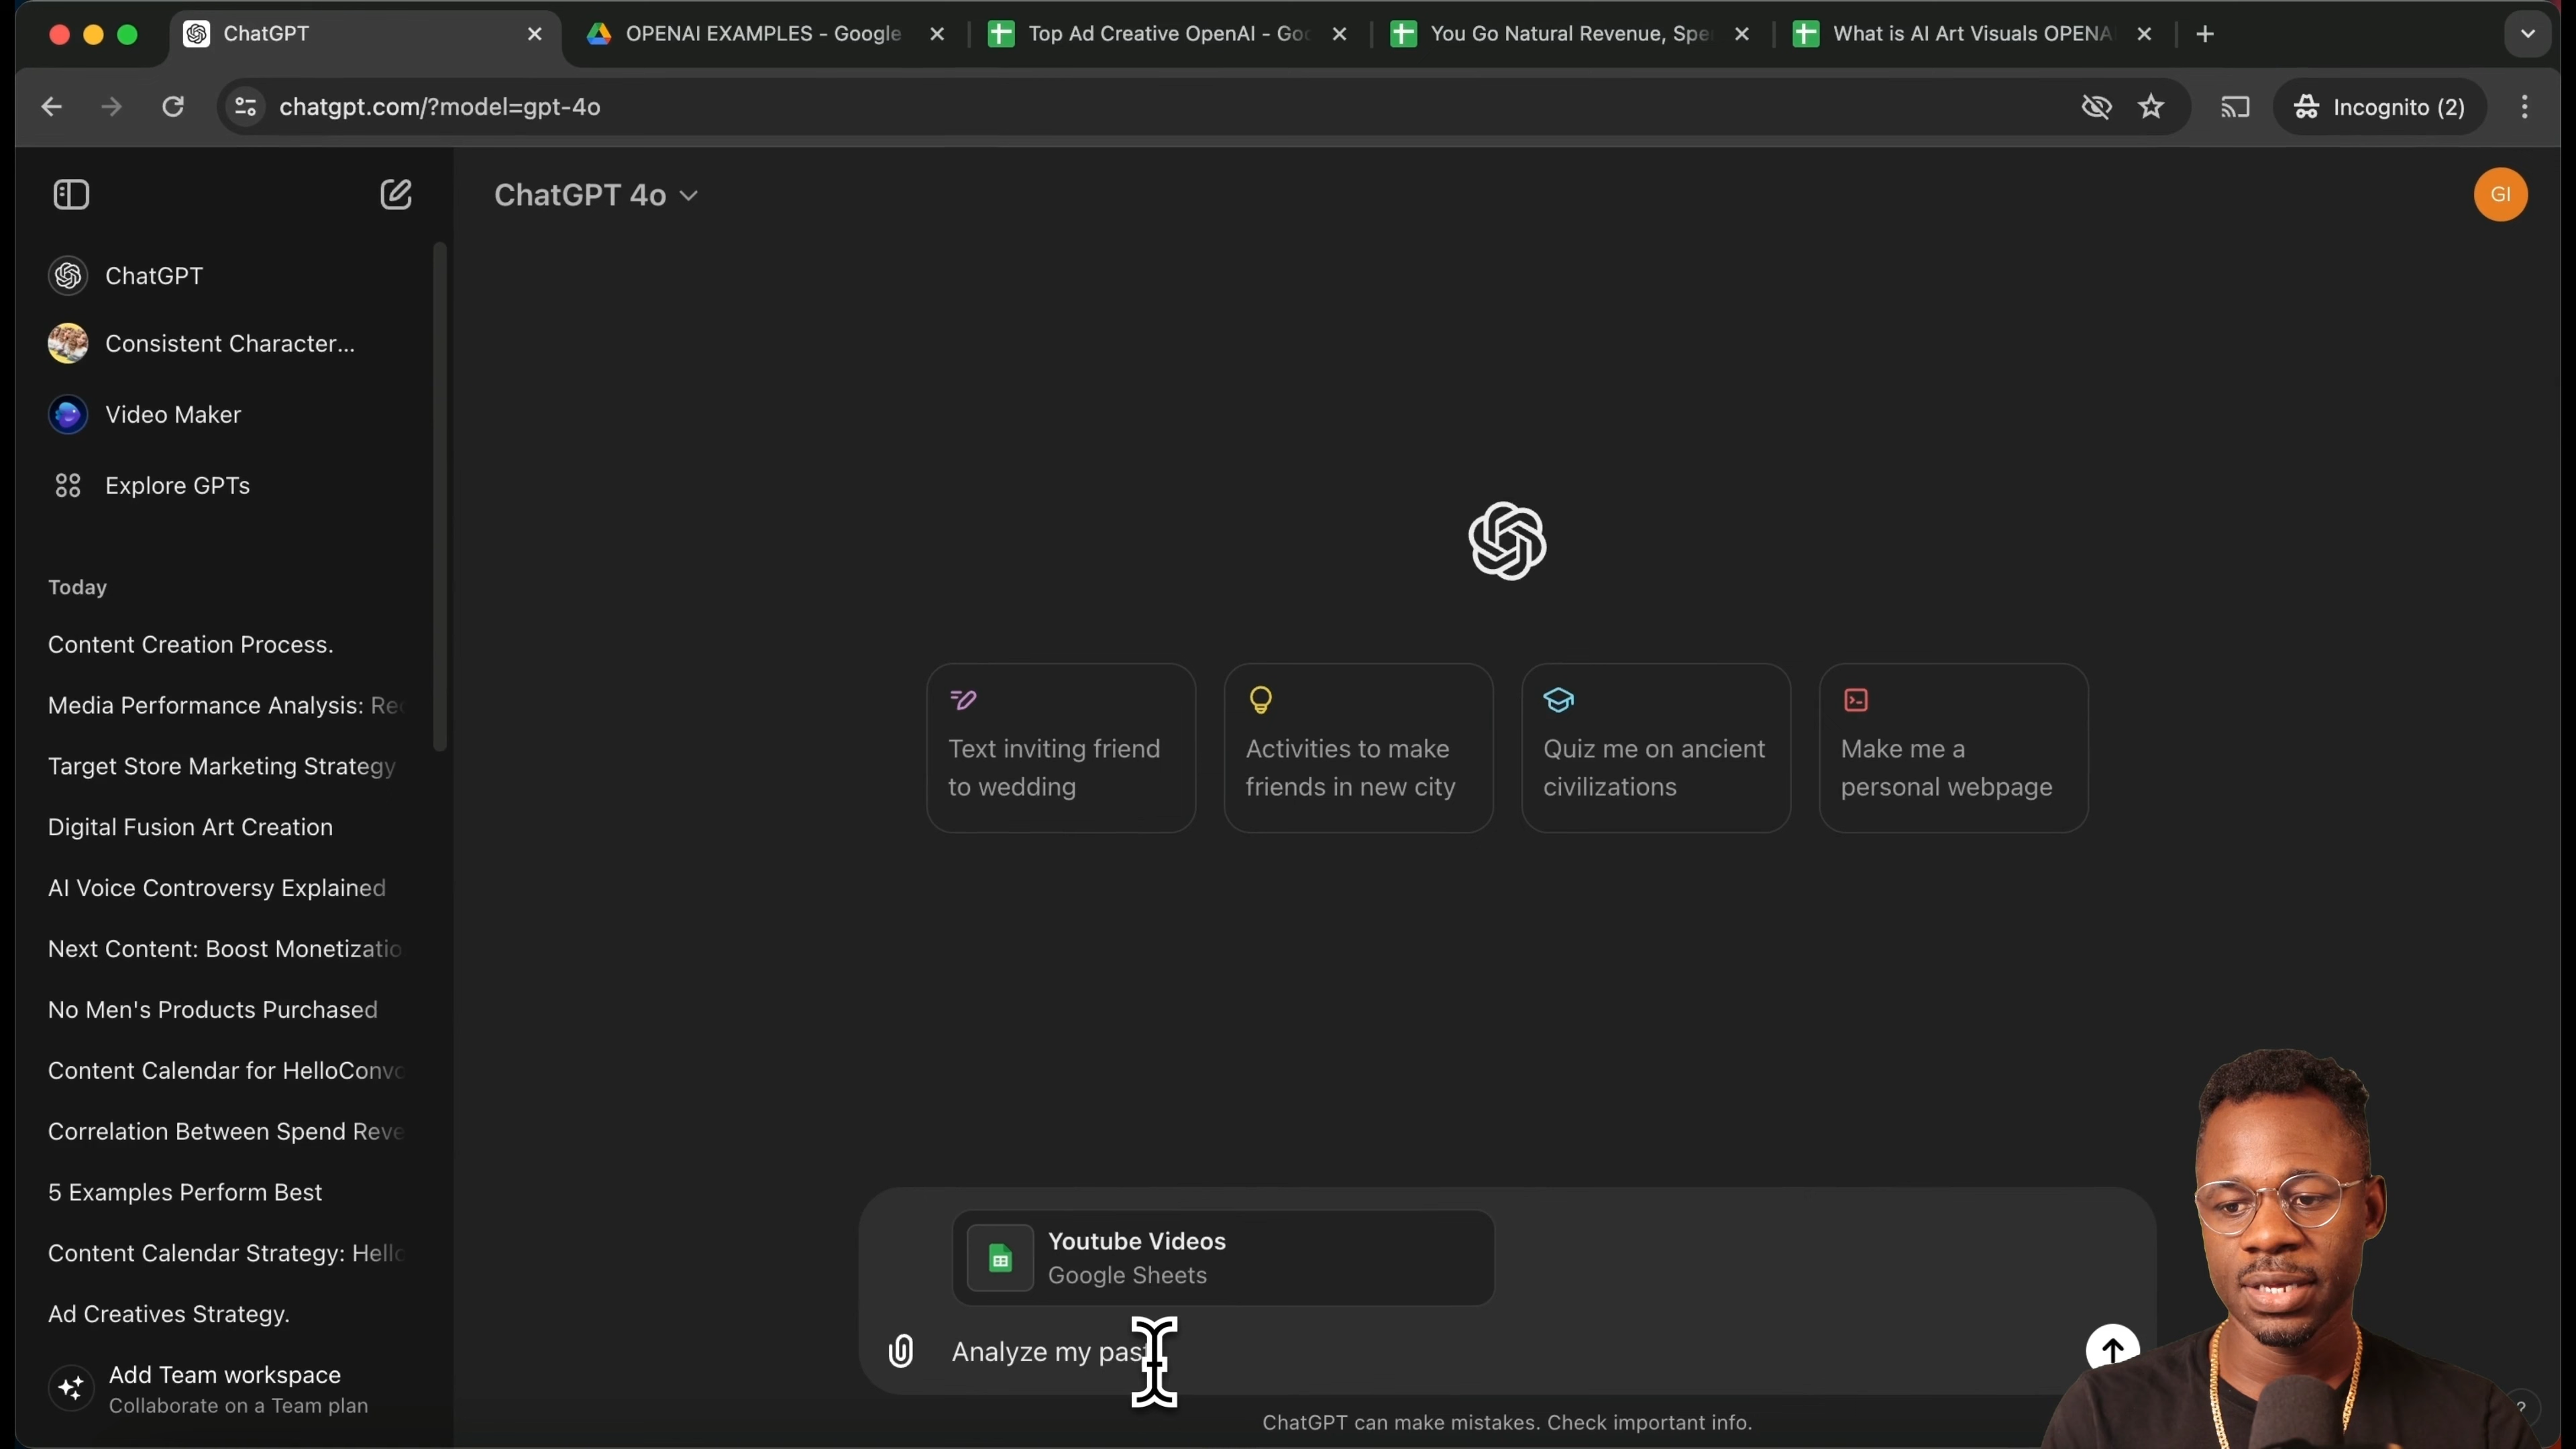 ChatGPT
OPENAI EXAMPLES - Google
Top Ad Creative OpenAI - Goo
You Go Natural Revenue, Spe
What is AI Art Visuals OPENA
chatgpt.com/?model=gpt-4o
Incognito (2)
ChatGPT 4o
GI
ChatGPT
Consistent Character...
Video Maker
Explore GPTs
Today
Content Creation Process.
Media Performance Analysis: Rec
Target Store Marketing Strategy
Digital Fusion Art Creation
AI Voice Controversy Explained
Next Content: Boost Monetizatio
No Men's Products Purchased
Content Calendar for HelloConvo
Correlation Between Spend Reve
5 Examples Perform Best
Content Calendar Strategy: Hello
Ad Creatives Strategy.
Add Team workspace
Collaborate on a Team plan
Text inviting friend
to wedding
Activities to make
friends in new city
Quiz me on ancient
civilizations
Make me a
personal webpage
Youtube Videos
Google Sheets
Analyze my past
ChatGPT can make mistakes. Check important info.
?